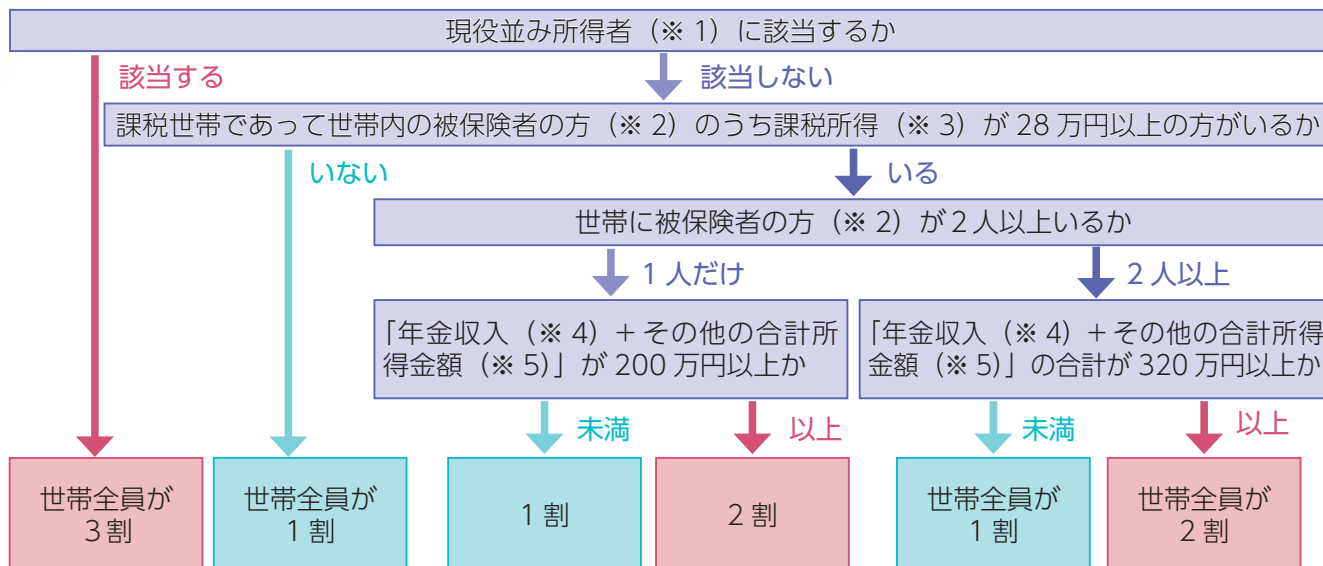 現役並み所得者（※1）に該当するか
該当する
該当しない
課税世帯であって世帯内の被保険者の方（※2）のうち課税所得（※3）が28万円以上の方がいるか
いない
いる
世帯に被保険者の方（※2）が2人以上いるか
1人だけ
2人以上
「年金収入（※4）＋その他の合計所
得金額（※5）」が200万円以上か
「年金収入（※4）＋その他の合計所得
金額（※5）」の合計が320万円以上か
未満
以上
未満
以上
世帯全員が
3割
世帯全員が
1割
1割
2割
世帯全員が
1割
世帯全員が
2割